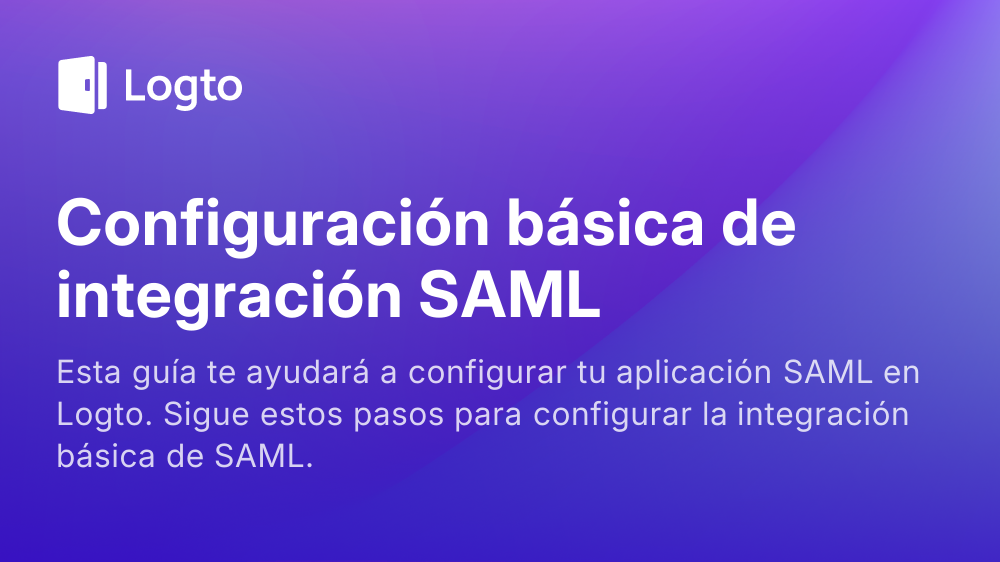 Logto
Configuración básica de
integración SAML
Esta guía te ayudará a configurar tu aplicación SAML en
Logto. Sigue estos pasos para configurar la integración
básica de SAML.